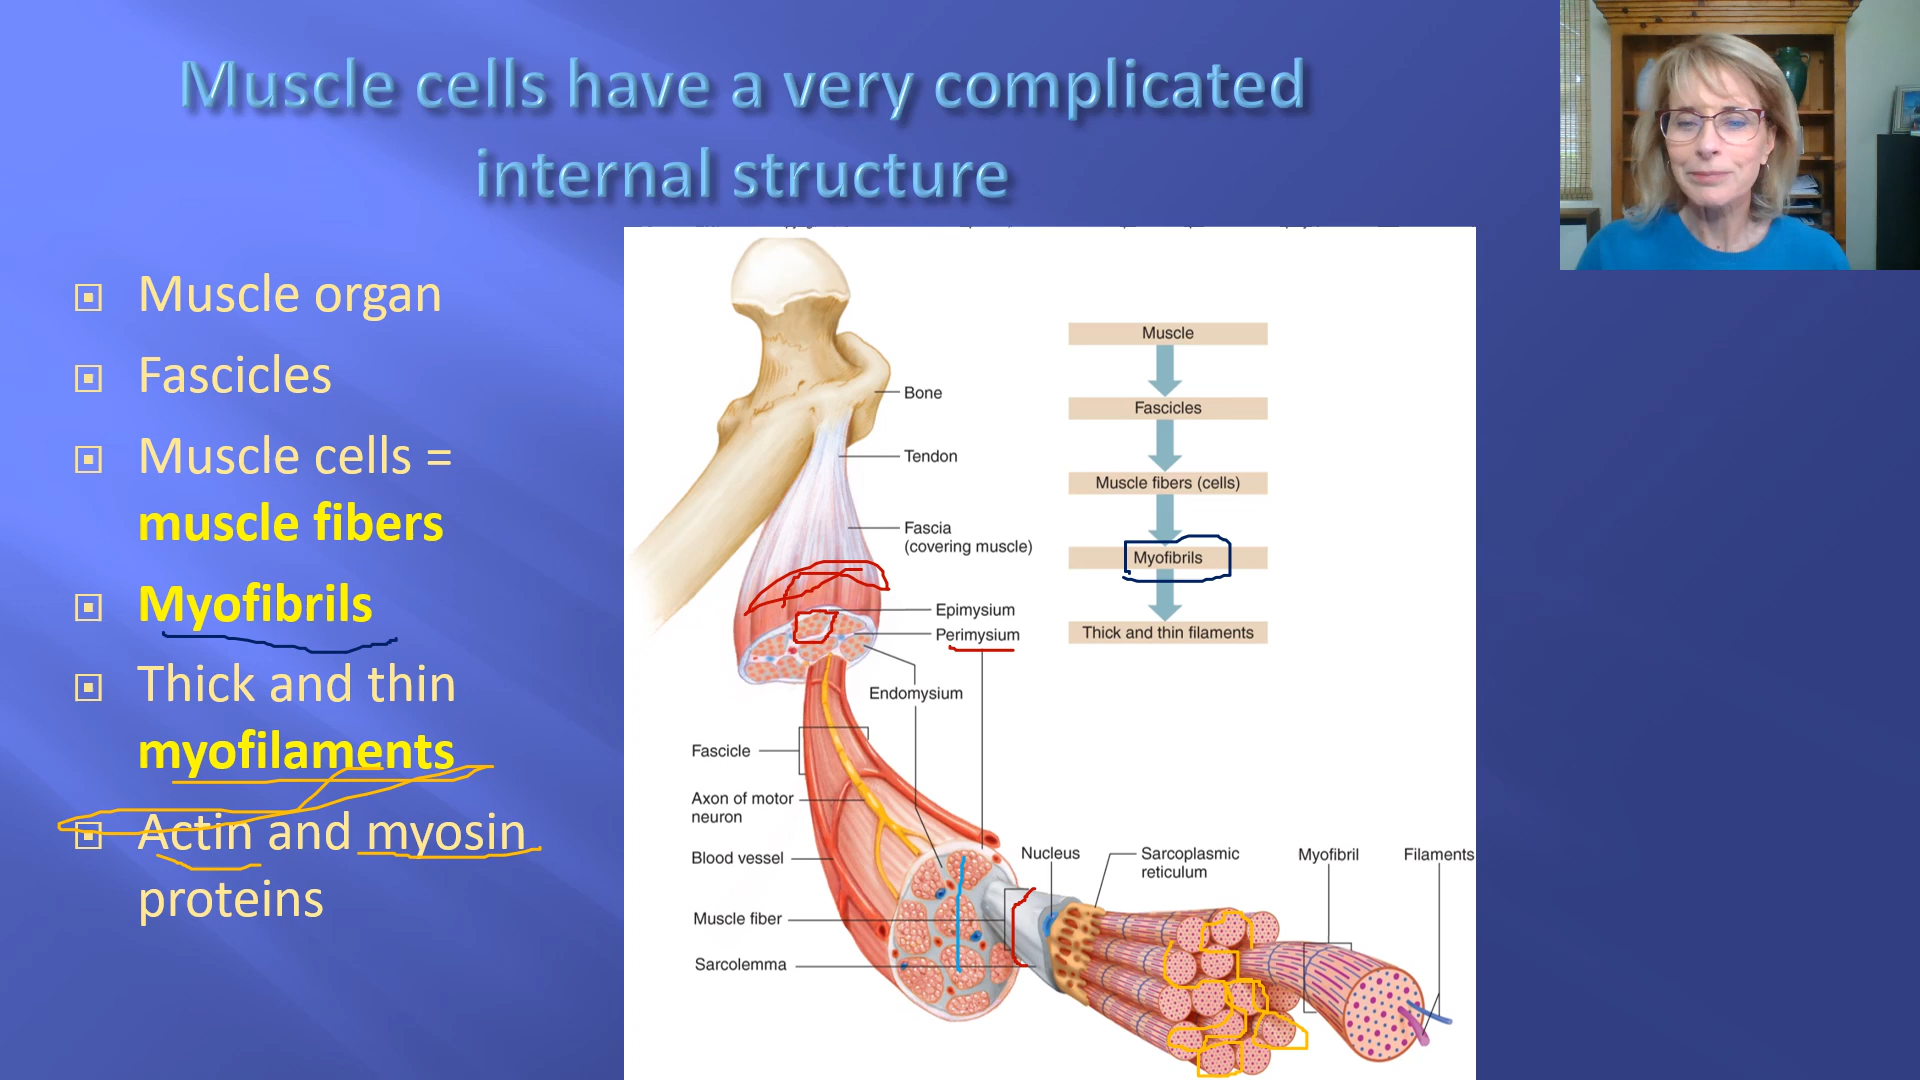 Muscle cells have a very complicated
internal structure
Muscle organ
Fascicles
Muscle cells =
muscle fibers
Myofibrils
Thick and thin
myofilaments
Actin and myosin
proteins
Bone
Tendon
Fascia
(covering muscle)
Epimysium
Perimysium
Endomysium
Fascicle
Axon of motor
neuron
Blood vessel
Muscle fiber
Sarcolemma
Nucleus
Sarcoplasmic
reticulum
Myofibril
Filaments
Muscle
Fascicles
Muscle fibers (cells)
Myofibrils
Thick and thin filaments